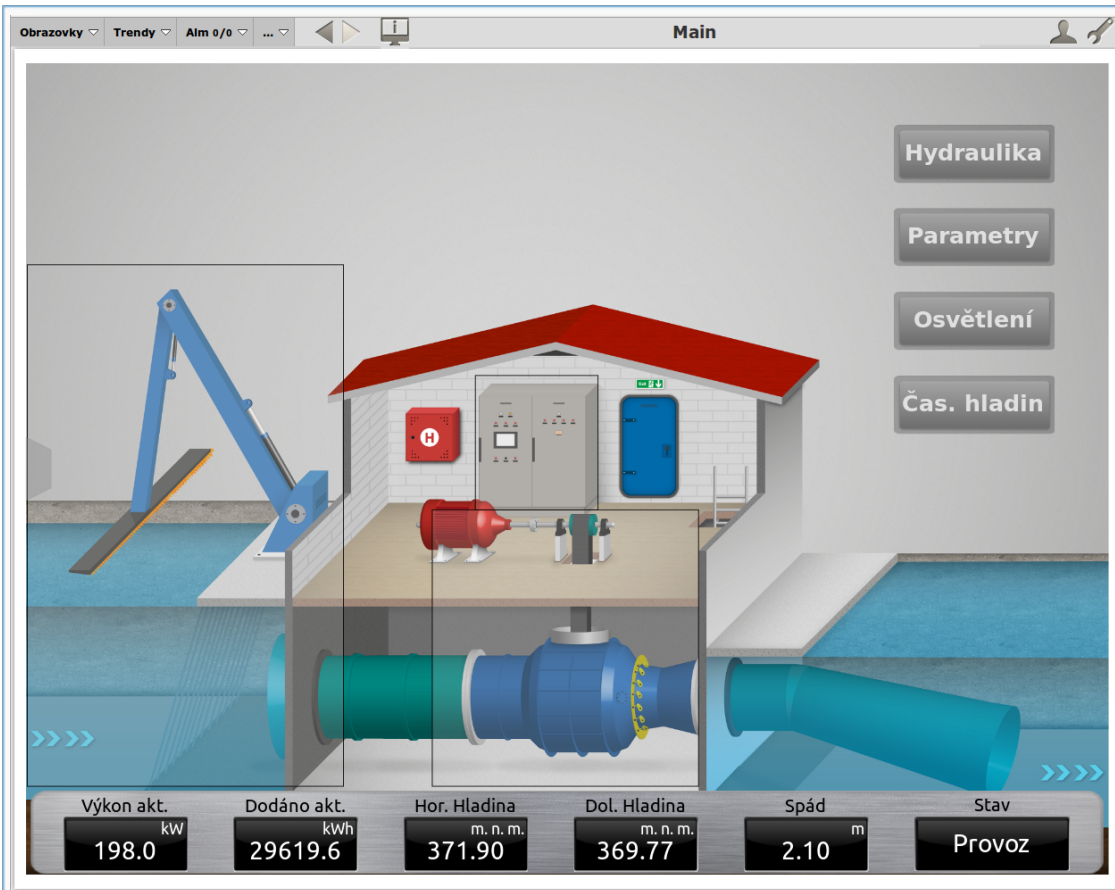 Obrazovky Trendy Alm 0/0 ... i Main
Hydraulika
Parametry
Osvětlení
Čas. hladin
Exit
H
Výkon akt. Dodáno akt. Hor. Hladina Dol. Hladina Spád Stav
kW kWh m. n. m. m. n. m. m
198.0 29619.6 371.90 369.77 2.10 Provoz